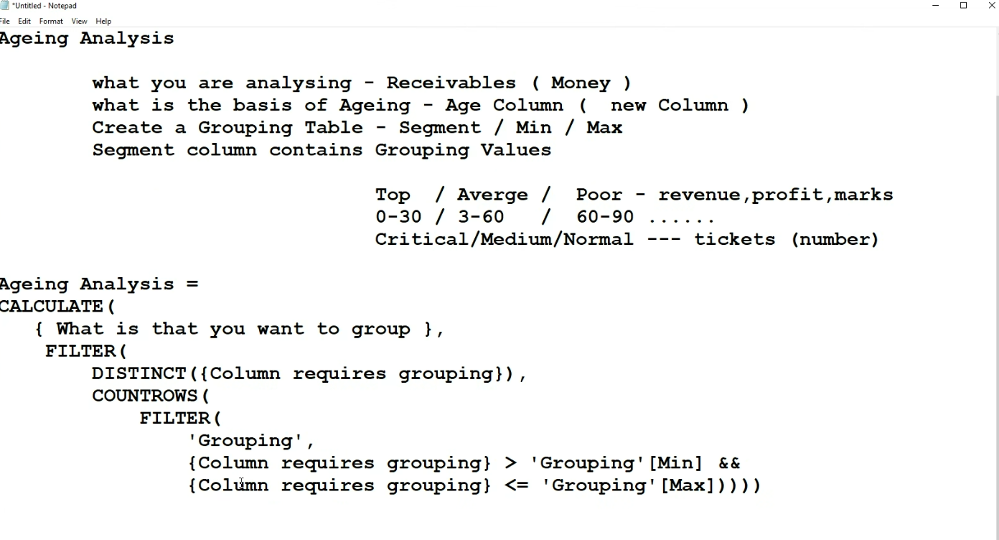 *Untitled - Notepad
File Edit Format View Help
Ageing Analysis
what you are analysing - Receivables ( Money )
what is the basis of Ageing - Age Column ( new Column )
Create a Grouping Table - Segment / Min / Max
Segment column contains Grouping Values
Top / Averge / Poor - revenue,profit,marks
0-30 / 3-60 / 60-90 ......
Critical/Medium/Normal --- tickets (number)
Ageing Analysis =
CALCULATE(
{ What is that you want to group },
FILTER(
DISTINCT({Column requires grouping}),
COUNTROWS(
FILTER(
'Grouping',
{Column requires grouping} > 'Grouping'[Min] &&
{Column requires grouping} <= 'Grouping'[Max]))))